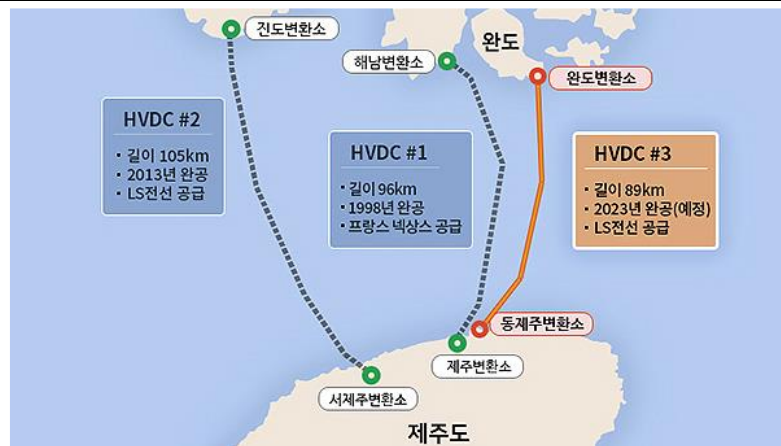 진도변환소
해남변환소
완도
완도변환소
HVDC #2
▪ 길이 105km
▪ 2013년 완공
▪ LS전선 공급
HVDC #1
▪ 길이 96km
▪ 1998년 완공
▪ 프랑스 넥상스 공급
HVDC #3
▪ 길이 89km
▪ 2023년 완공(예정)
▪ LS전선 공급
동제주변환소
제주변환소
서제주변환소
제주도